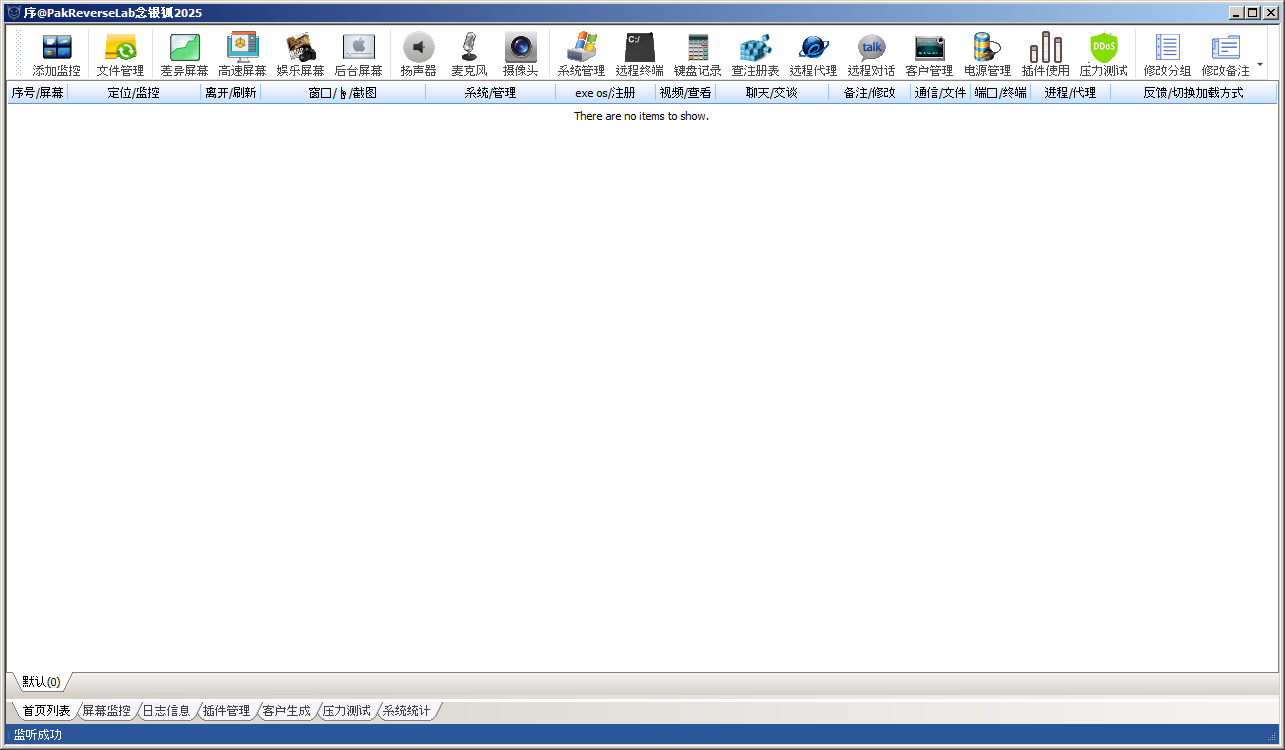 序@PakReverseLab念银狐2025
C:/
talk
DDoS
添加监控 文件管理 差异屏幕 高速屏幕 娱乐屏幕 后台屏幕 扬声器 麦克风 摄像头 系统管理 远程终端 键盘记录 查注册表 远程代理 远程对话 客户管理 电源管理 插件使用 压力测试 修改分组 修改备注
序号/屏幕 定位/监控 离开/刷新 窗口/ /截图 系统/管理 exe os/注册 视频/查看 聊天/交谈 备注/修改 通信/文件 端口/终端 进程/代理 反馈/切换加载方式
There are no items to show.
默认(0)
首页列表 屏幕监控 日志信息 插件管理 客户生成 压力测试 系统统计
监听成功